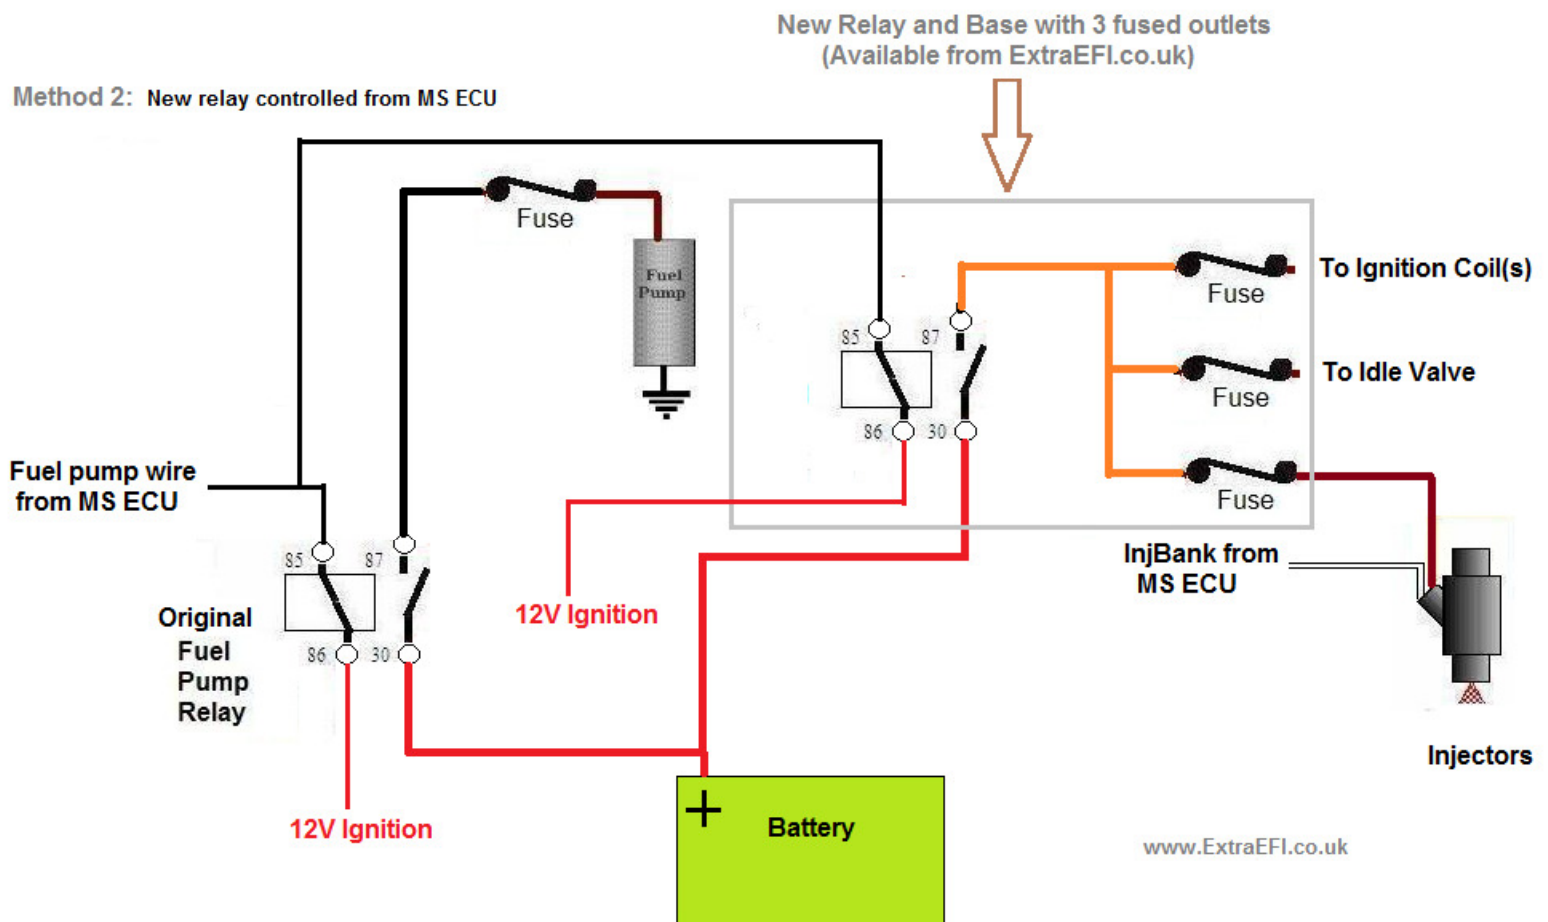 New Relay and Base with 3 fused outlets
(Available from ExtraEFI.co.uk)
Method 2: New relay controlled from MS ECU
Fuse
Fuel
Pump
To Ignition Coil(s)
Fuse
85
87
To Idle Valve
Fuse
86
30
Fuel pump wire
from MS ECU
Fuse
InjBank from
MS ECU
85
87
12V Ignition
Original
Fuel
Pump
Relay
86
30
Injectors
12V Ignition
+
Battery
www.ExtraEFI.co.uk